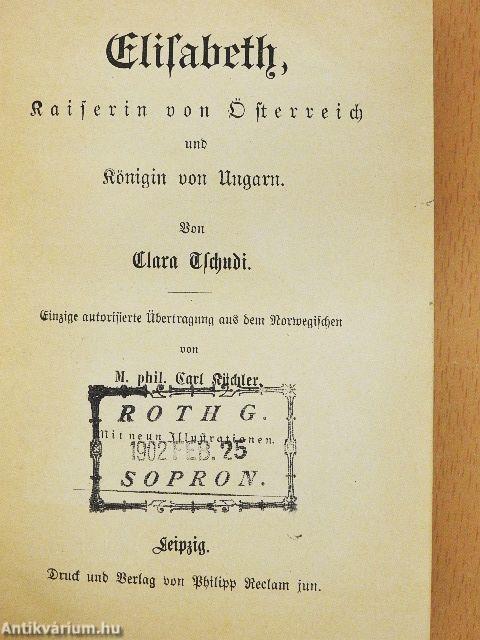 Elisabeth,
Kaiserin von Österreich
und
Königin von Ungarn.
Von
Clara Tschudi.
Einzige autorisierte Übertragung aus dem Norwegischen
von
M. phil. Carl Küchler.
ROTH G.
Mit neun Illustrationen.
1902 FEB. 25
SOPRON.
Leipzig.
Druck und Verlag von Philipp Reclam jun.
Antikvárium.hu